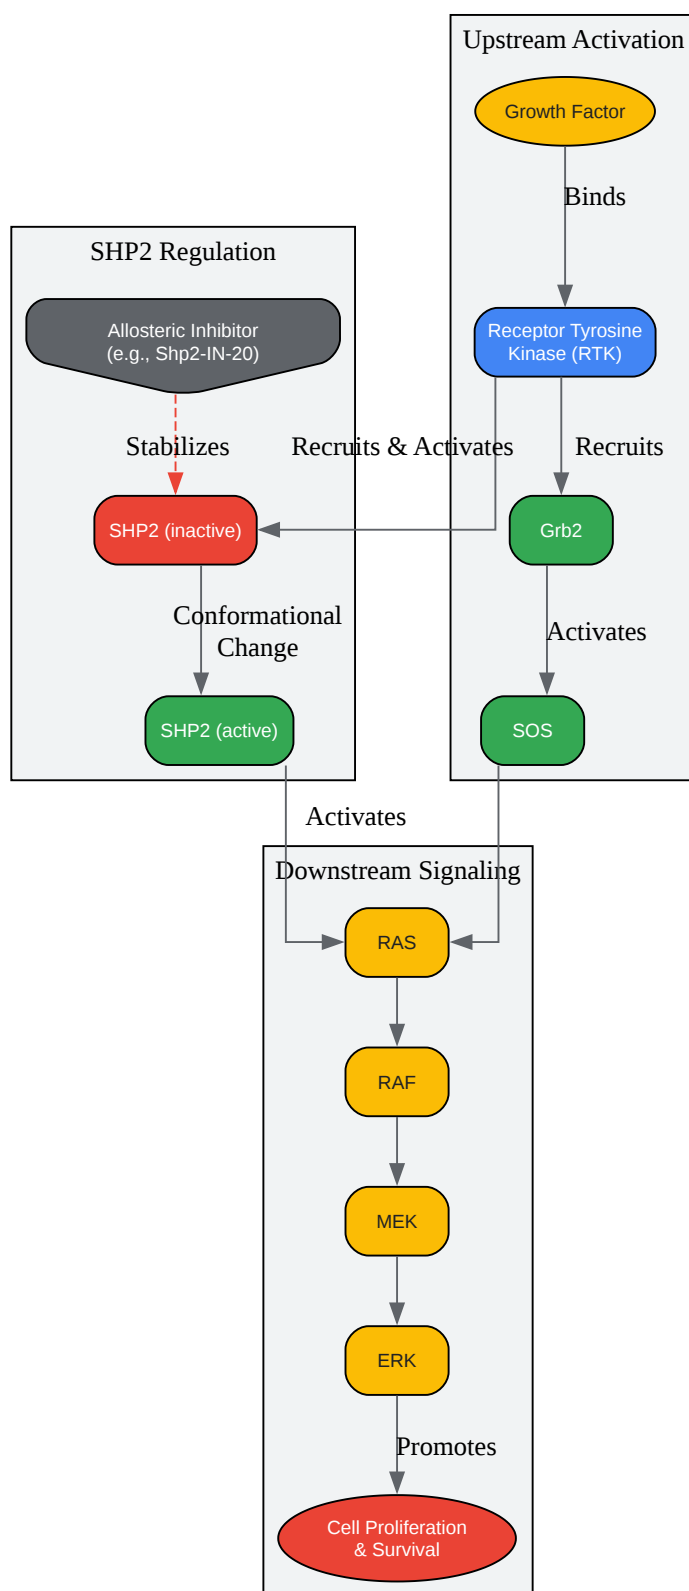 Upstream Activation
Growth Factor
Binds
SHP2 Regulation
Allosteric Inhibitor
(e.g., Shp2-IN-20)
Receptor Tyrosine
Kinase (RTK)
Stabilizes
Recruits & Activates
Recruits
SHP2 (inactive)
Grb2
Conformational
Change
Activates
SHP2 (active)
SOS
Activates
Downstream Signaling
RAS
RAF
MEK
ERK
Promotes
Cell Proliferation
& Survival